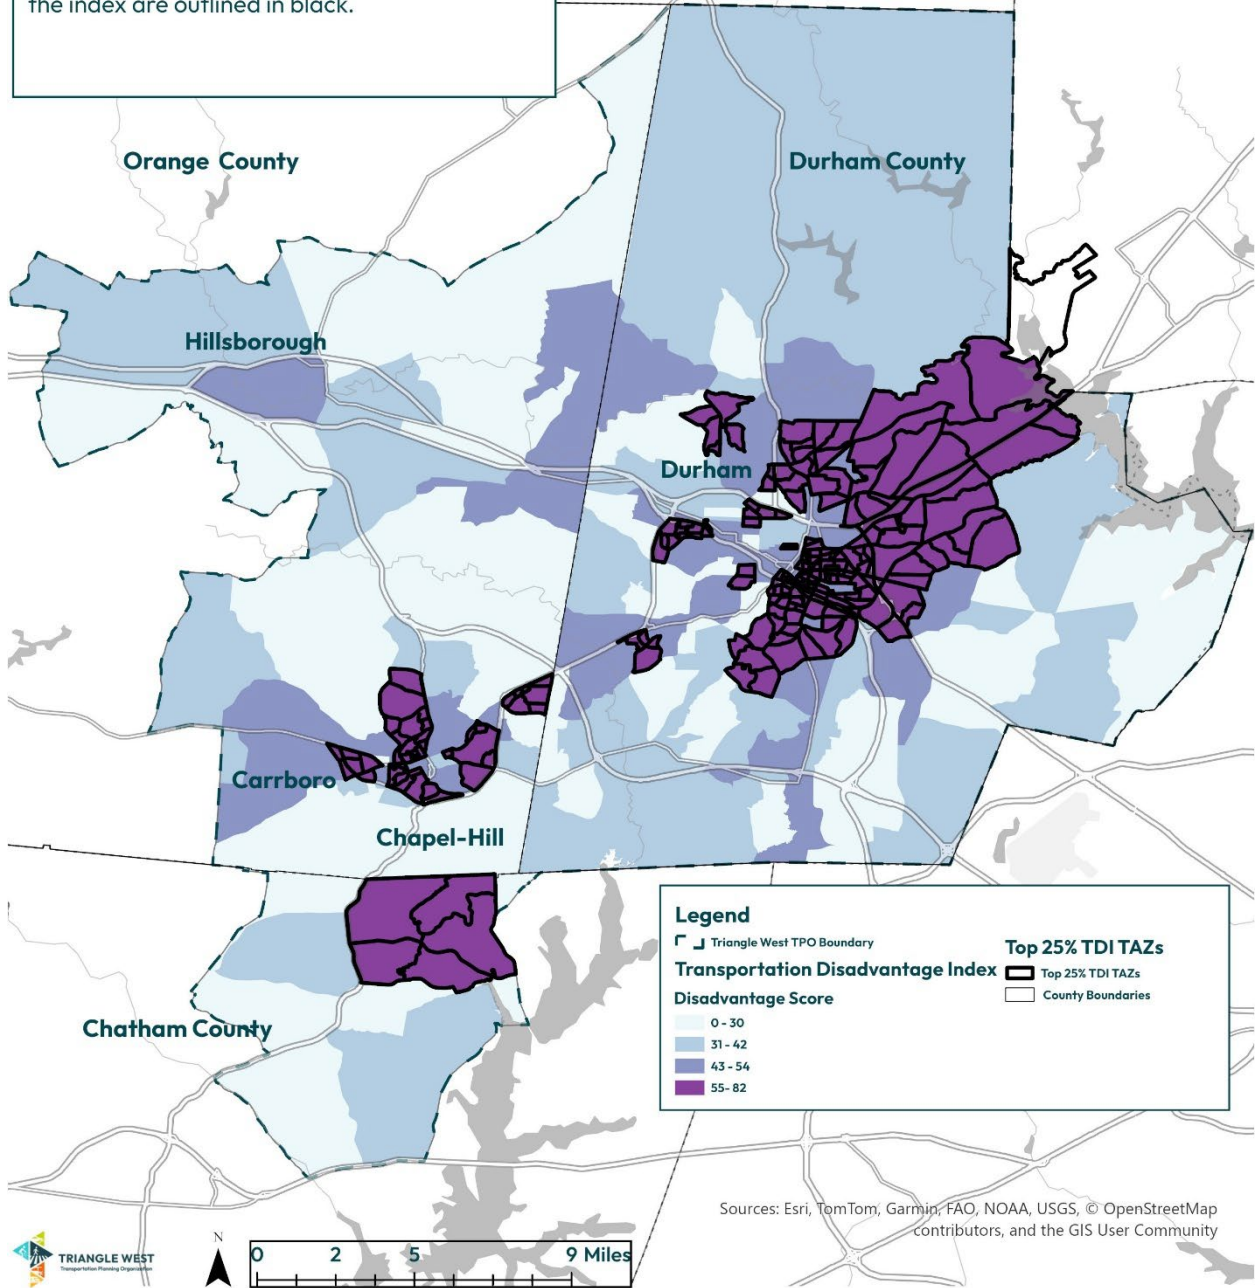 the index are outlined in black.
Orange County
Durham County
Hillsborough
Durham
Carrboro
Chapel-Hill
Chatham County
Legend
Triangle West TPO Boundary
Transportation Disadvantage Index
Disadvantage Score
0 - 30
31 - 42
43 - 54
55- 82
Top 25% TDI TAZs
Top 25% TDI TAZs
County Boundaries
Sources: Esri, TomTom, Garmin, FAO, NOAA, USGS, © OpenStreetMap
contributors, and the GIS User Community
TRIANGLE WEST
Transportation Planning Organization
N
0 2 5 9 Miles